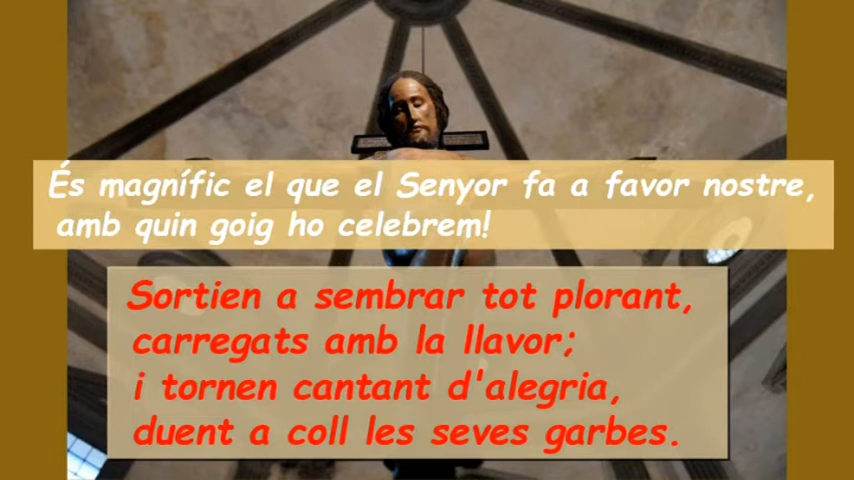 És magnífic el que el Senyor fa a favor nostre,
amb quin goig ho celebrem!
Sortien a sembrar tot plorant,
carregats amb la llavor;
i tornen cantant d'alegria,
duent a coll les seves garbes.